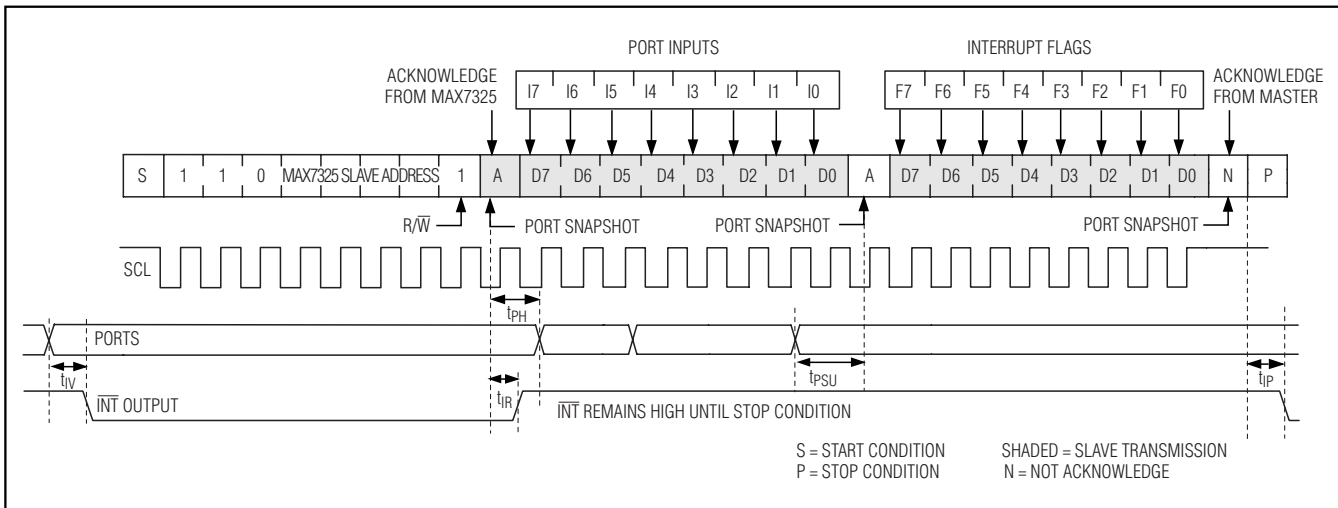 PORT INPUTS INTERRUPT FLAGS
ACKNOWLEDGE FROM MAX7325
I7 I6 I5 I4 I3 I2 I1 I0
F7 F6 F5 F4 F3 F2 F1 F0
ACKNOWLEDGE FROM MASTER
S 1 1 0 MAX7325 SLAVE ADDRESS 1 A D7 D6 D5 D4 D3 D2 D1 D0 A D7 D6 D5 D4 D3 D2 D1 D0 N P
R/W̅ PORT SNAPSHOT PORT SNAPSHOT PORT SNAPSHOT
SCL
tPH
PORTS
tIV tIR tPSU tIP
I̅N̅T̅ OUTPUT I̅N̅T̅ REMAINS HIGH UNTIL STOP CONDITION
S = START CONDITION SHADED = SLAVE TRANSMISSION
P = STOP CONDITION N = NOT ACKNOWLEDGE